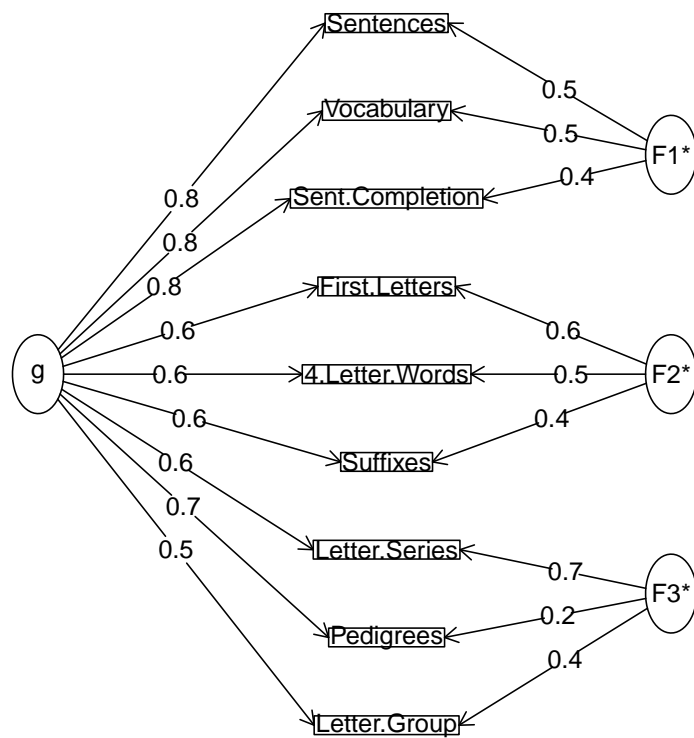 Sentences
0.5
Vocabulary
0.5
F1*
0.8
Sent.Completion
0.4
0.8
0.8
First.Letters
0.6
0.6
g
0.6
4.Letter.Words
0.5
F2*
0.6
0.4
Suffixes
0.6
0.7
Letter.Series
0.5
0.7
F3*
0.2
Pedigrees
0.4
Letter.Group